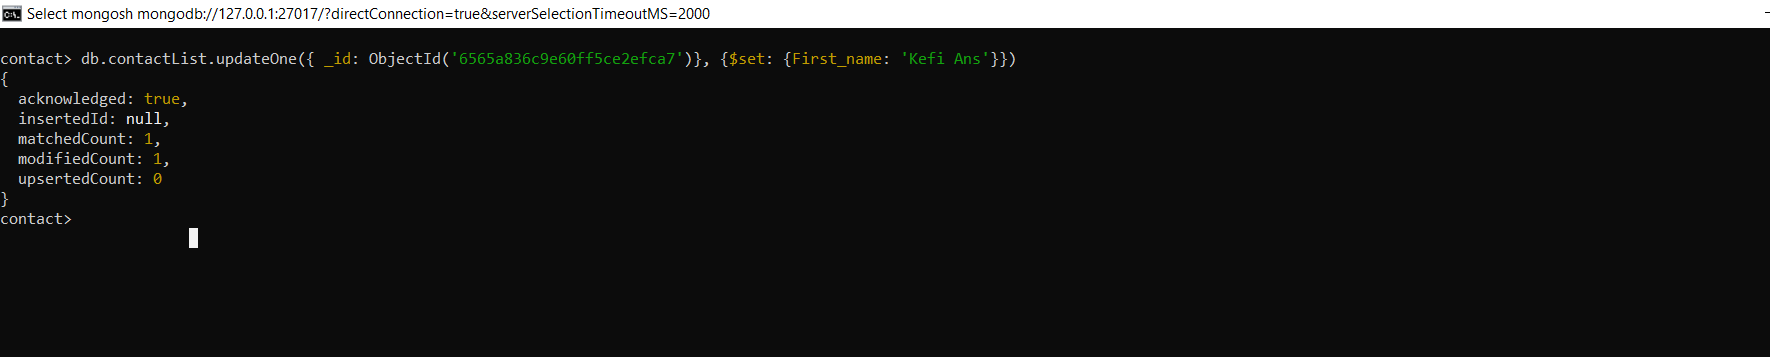 Select mongosh mongodb://127.0.0.1:27017/?directConnection=true&serverSelectionTimeoutMS=2000
contact> db.contactList.updateOne({ _id: ObjectId('6565a836c9e60ff5ce2efca7')}, {$set: {First_name: 'Kefi Ans'}})
{
  acknowledged: true,
  insertedId: null,
  matchedCount: 1,
  modifiedCount: 1,
  upsertedCount: 0
}
contact>